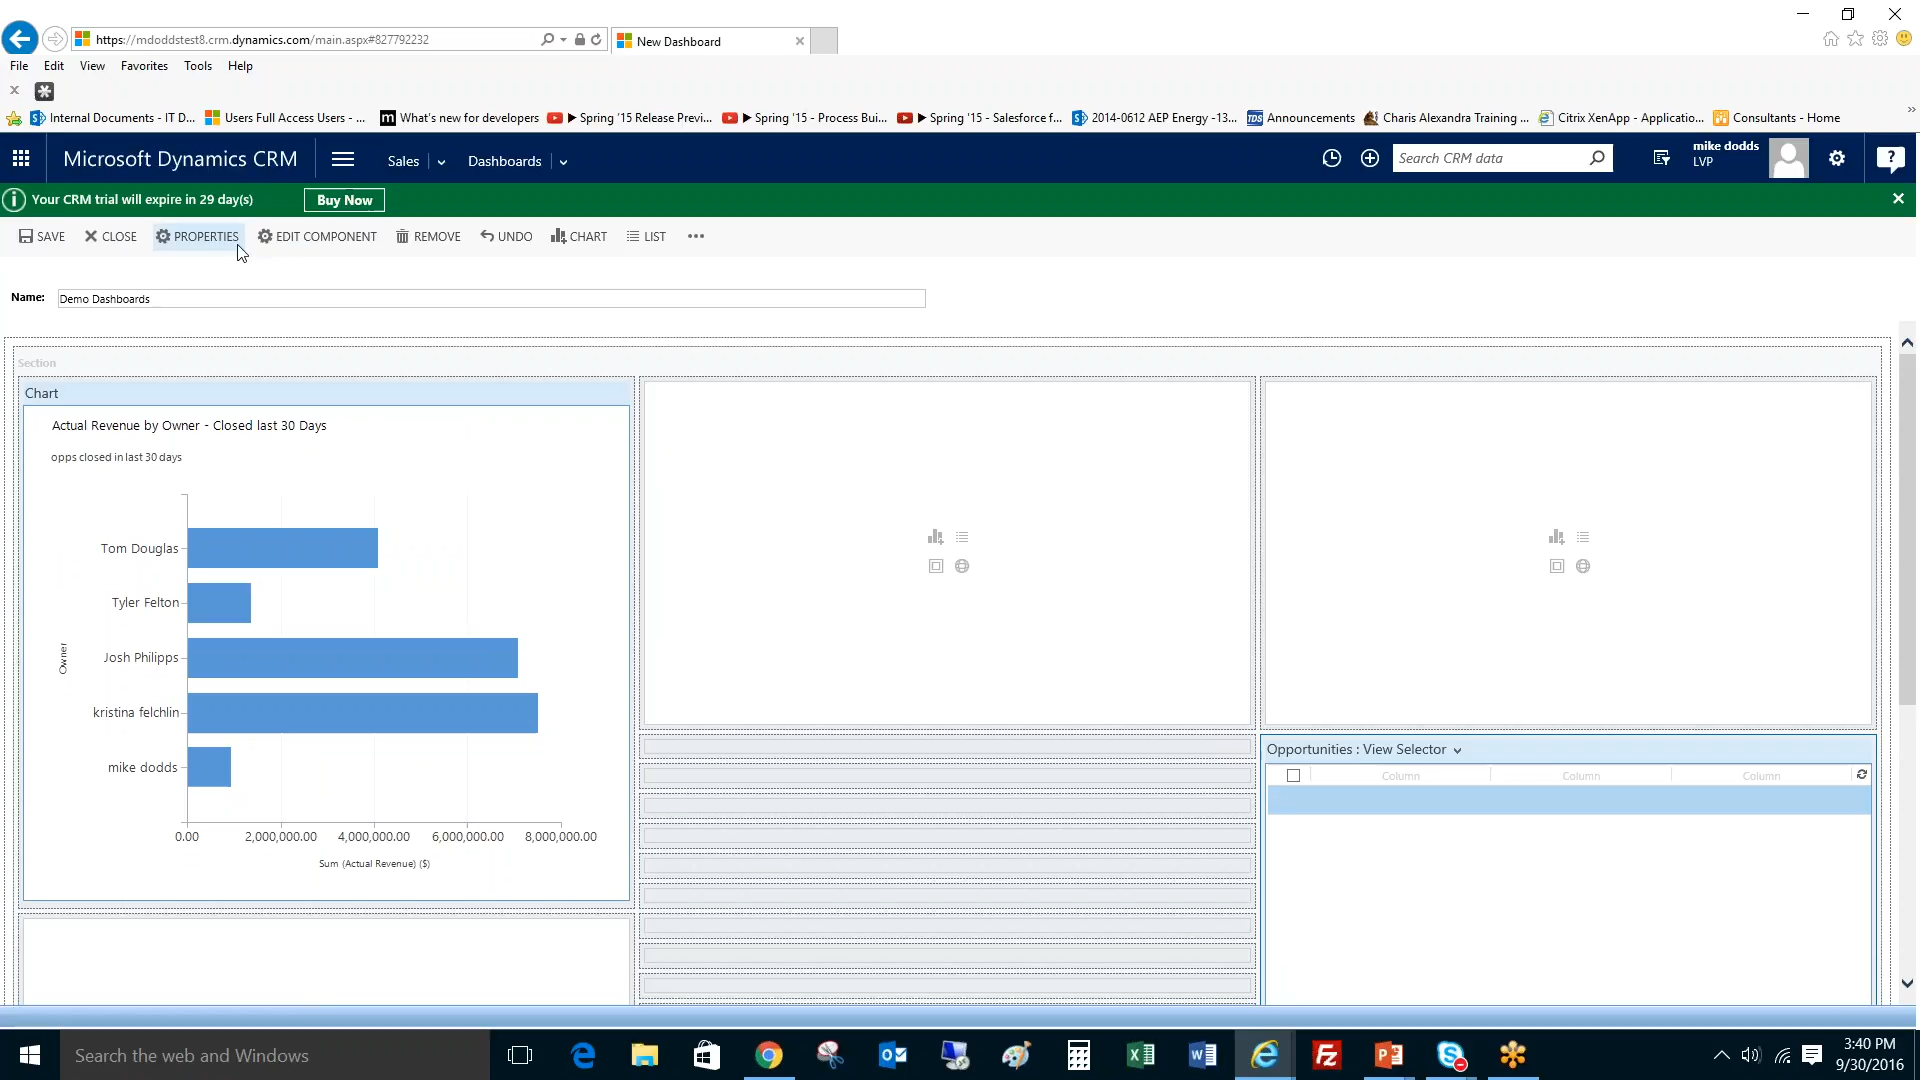 https://mdoddstest8.crm.dynamics.com/main.aspx#827792232
New Dashboard
File Edit View Favorites Tools Help
Internal Documents - IT D...
Users Full Access Users - ...
What's new for developers
▶ Spring '15 Release Previ...
▶ Spring '15 - Process Bui...
▶ Spring '15 - Salesforce f...
2014-0612 AEP Energy -13...
TDS Announcements
Charis Alexandra Training ...
Citrix XenApp - Applicatio...
Consultants - Home
Microsoft Dynamics CRM
Sales
Dashboards
Search CRM data
mike dodds
LVP
Your CRM trial will expire in 29 day(s)
Buy Now
SAVE CLOSE PROPERTIES EDIT COMPONENT REMOVE UNDO CHART LIST
Name: Demo Dashboards
Section
Chart
Actual Revenue by Owner - Closed last 30 Days
opps closed in last 30 days
Owner
Tom Douglas
Tyler Felton
Josh Philipps
kristina felchlin
mike dodds
0.00 2,000,000.00 4,000,000.00 6,000,000.00 8,000,000.00
Sum (Actual Revenue) ($)
Opportunities : View Selector
Column Column Column
Search the web and Windows
3:40 PM
9/30/2016